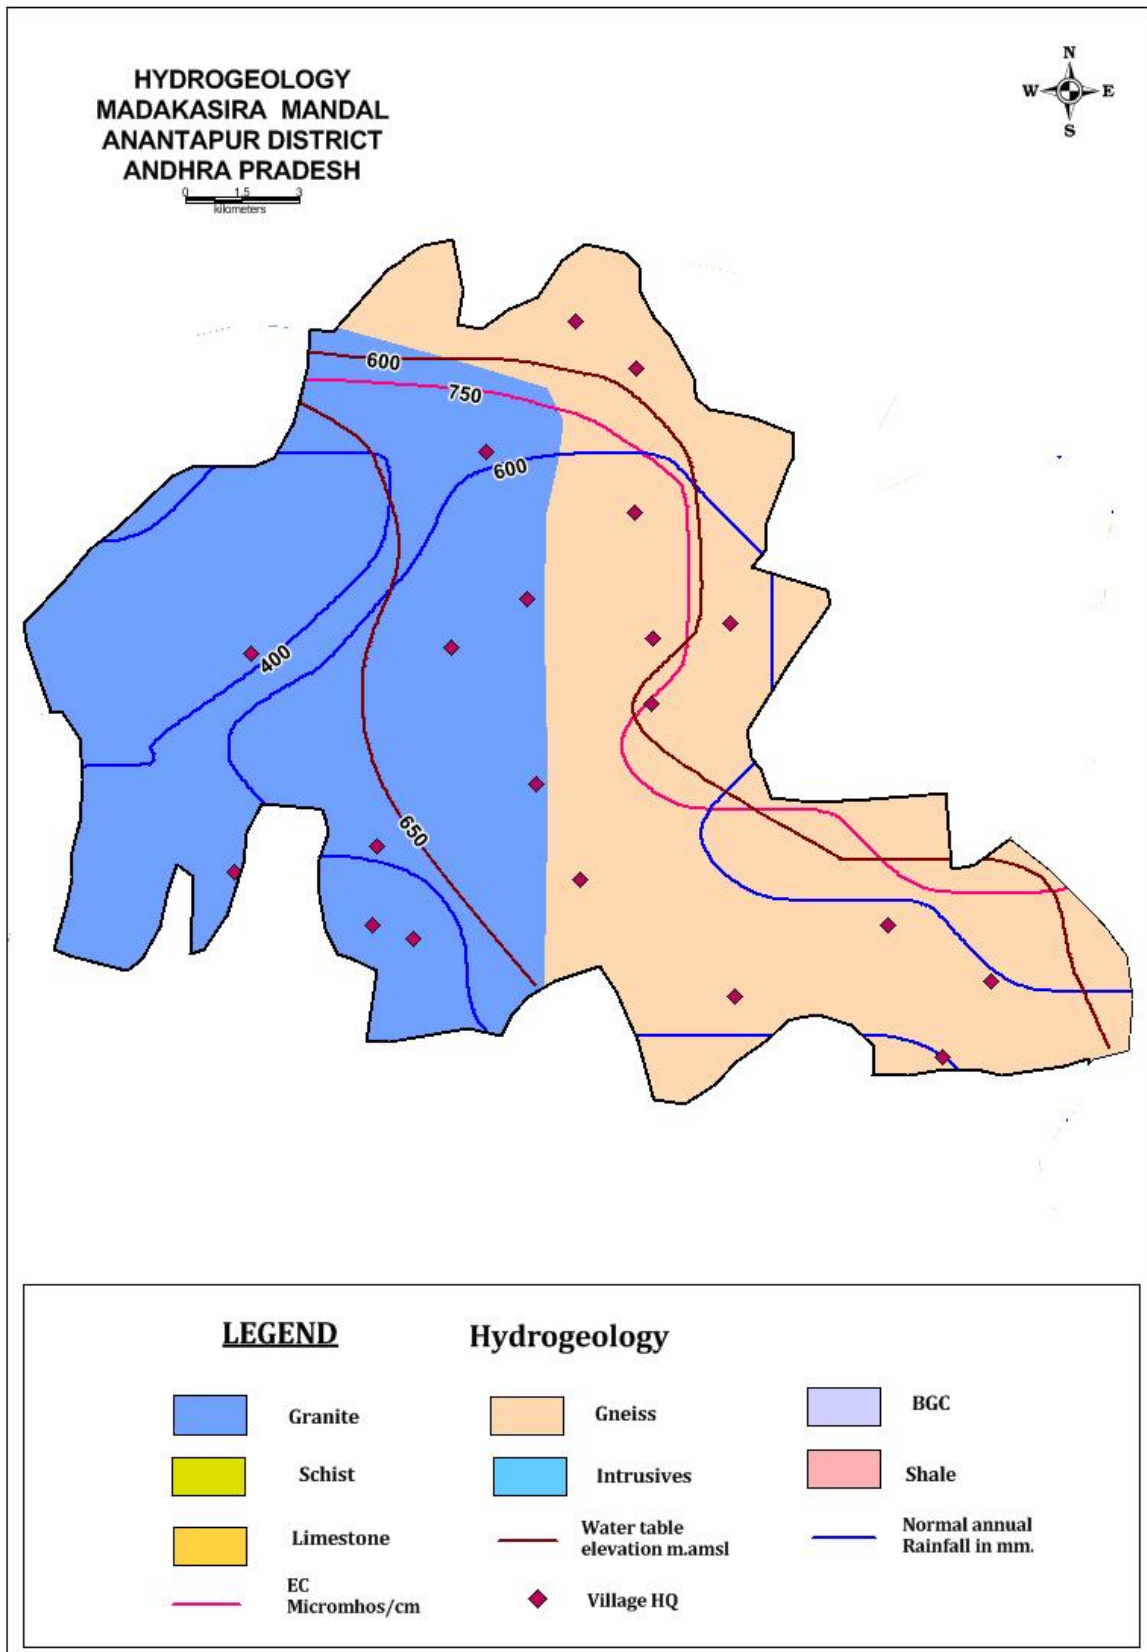 HYDROGEOLOGY
MADAKASIRA MANDAL
ANANTAPUR DISTRICT
ANDHRA PRADESH
0 1.5 3
kilometers
N
W E
S
600
750
600
400
650
LEGEND Hydrogeology
Granite Gneiss BGC
Schist Intrusives Shale
Limestone
Water table
elevation m.amsl
Normal annual
Rainfall in mm.
EC
Micromhos/cm
Village HQ